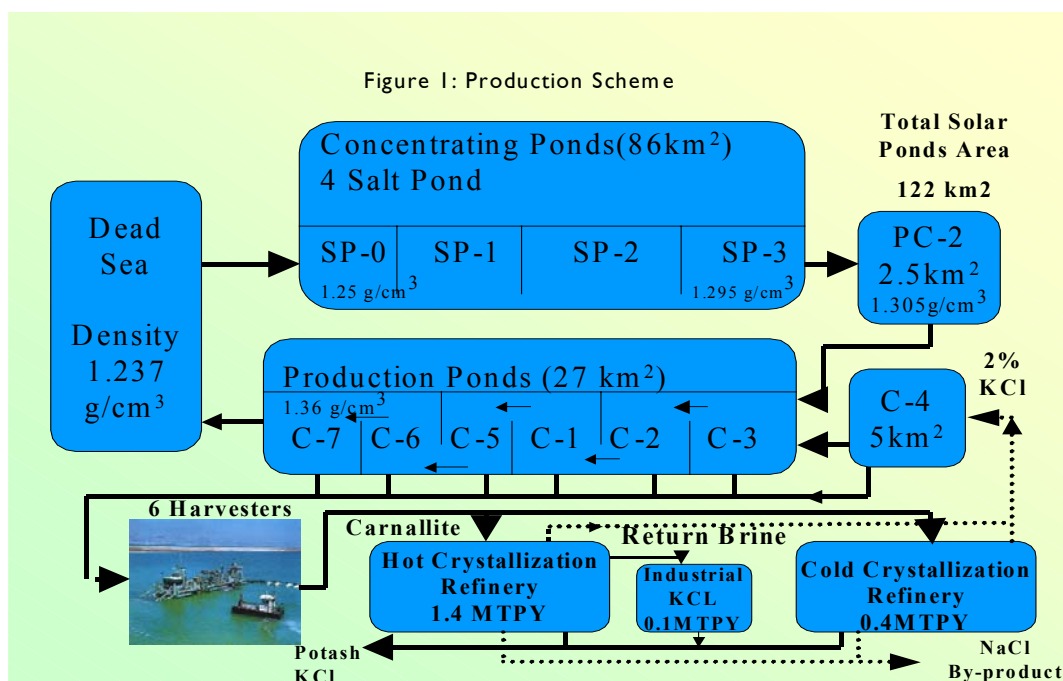 Figure 1: Production Scheme
Concentrating Ponds(86km²)
4 Salt Pond
SP-0
SP-1
SP-2
SP-3
1.25 g/cm³
1.295 g/cm³
Total Solar
Ponds Area
122 km2
Dead
Sea
Density
1.237
g/cm³
PC-2
2.5km²
1.305g/cm³
Production Ponds (27 km²)
1.36 g/cm³
C-7
C-6
C-5
C-1
C-2
C-3
C-4
5km²
2%
KCl
6 Harvesters
Carnallite
Return Brine
Hot Crystallization
Refinery
1.4 MTPY
Industrial
KCL
0.1MTPY
Cold Crystallization
Refinery
0.4MTPY
Potash
KCl
NaCl
By-product